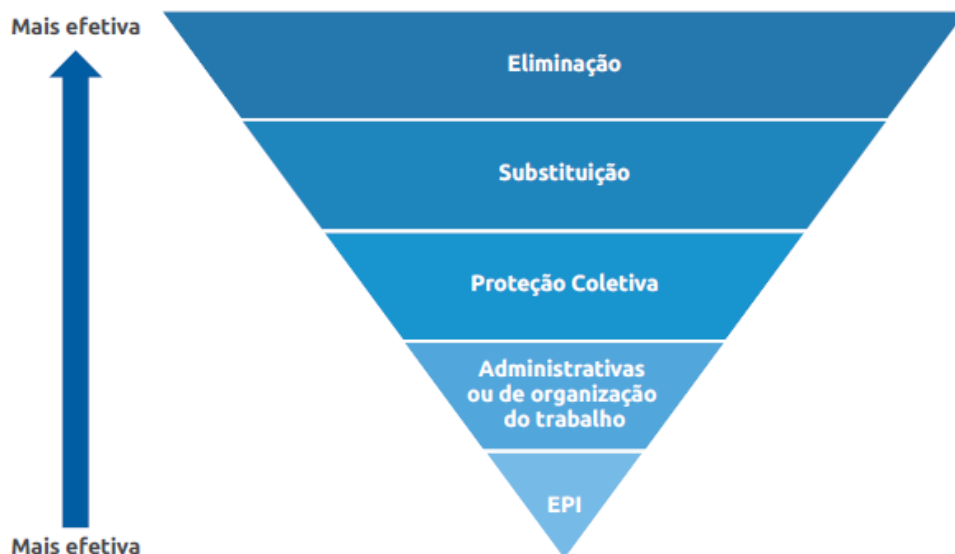 Mais efetiva
Eliminação
Substituição
Proteção Coletiva
Administrativas
ou de organização
do trabalho
EPI
Mais efetiva